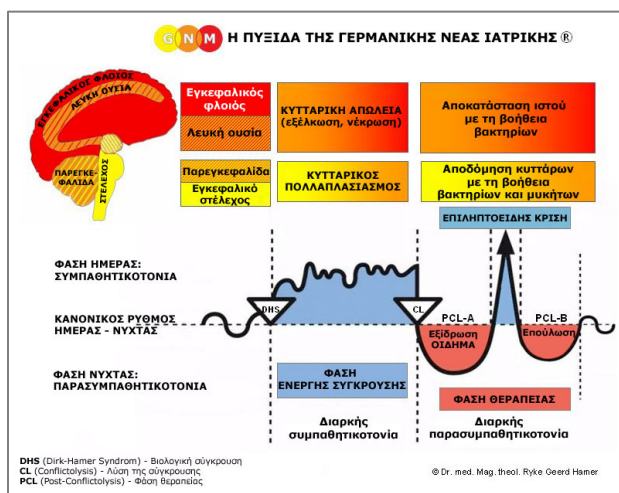 G N M Η ΠΥΞΙΔΑ ΤΗΣ ΓΕΡΜΑΝΙΚΗΣ ΝΕΑΣ ΙΑΤΡΙΚΗΣ ®
ΕΓΚΕΦΑΛΙΚΟΣ ΦΛΟΙΟΣ
ΛΕΥΚΗ ΟΥΣΙΑ
ΠΑΡΕΓΚΕ-
ΦΑΛΙΔΑ
ΣΤΕΛΕΧΟΣ
Εγκεφαλικός
φλοιός
Λευκή ουσία
Παρεγκεφαλίδα
Εγκεφαλικό
στέλεχος
ΚΥΤΤΑΡΙΚΗ ΑΠΩΛΕΙΑ
(εξέλκωση, νέκρωση)
ΚΥΤΤΑΡΙΚΟΣ
ΠΟΛΛΑΠΛΑΣΙΑΣΜΟΣ
Αποκατάσταση ιστού
με τη βοήθεια
βακτηρίων
Αποδόμηση κυττάρων
με τη βοήθεια
βακτηρίων και μυκήτων
ΕΠΙΛΗΠΤΟΕΙΔΗΣ ΚΡΙΣΗ
ΦΑΣΗ ΗΜΕΡΑΣ:
ΣΥΜΠΑΘΗΤΙΚΟΤΟΝΙΑ
ΚΑΝΟΝΙΚΟΣ ΡΥΘΜΟΣ
ΗΜΕΡΑΣ - ΝΥΧΤΑΣ
DHS
CL
PCL-A
Εξίδρωση
ΟΙΔΗΜΑ
PCL-B
Επούλωση
ΦΑΣΗ ΝΥΧΤΑΣ:
ΠΑΡΑΣΥΜΠΑΘΗΤΙΚΟΤΟΝΙΑ
ΦΑΣΗ
ΕΝΕΡΓΗΣ ΣΥΓΚΡΟΥΣΗΣ
ΦΑΣΗ ΘΕΡΑΠΕΙΑΣ
Διαρκής
συμπαθητικοτονία
Διαρκής
παρασυμπαθητικοτονία
DHS (Dirk-Hamer Syndrom) - Βιολογική σύγκρουση
CL (Conflictolysis) - Λύση της σύγκρουσης
PCL (Post-Conflictolysis) - Φάση θεραπείας
© Dr. med. Mag. theol. Ryke Geerd Hamer